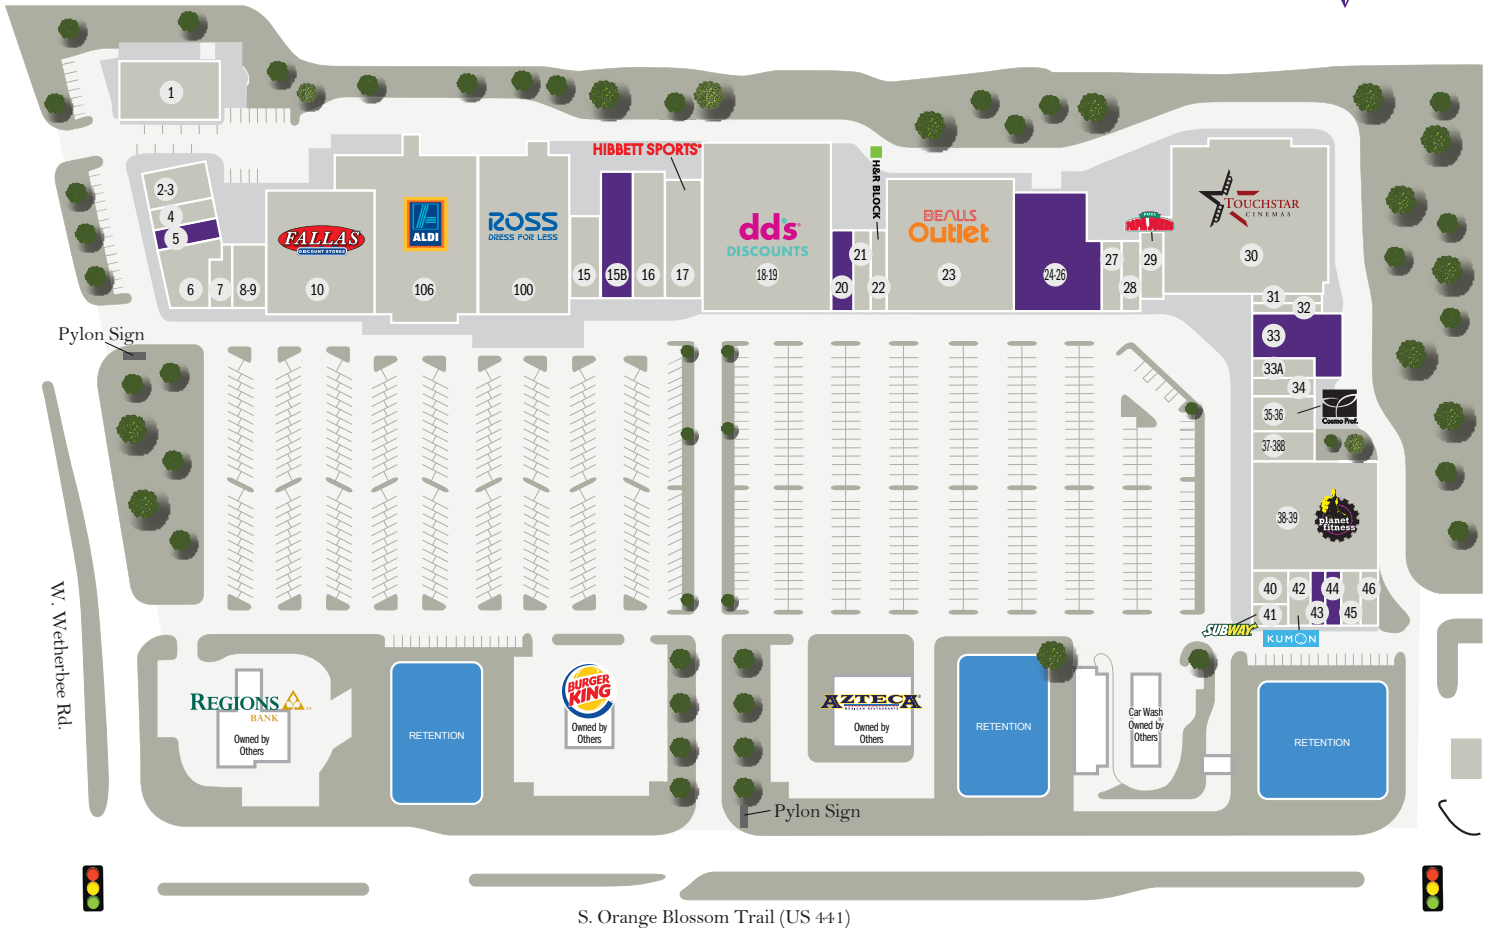 1
HIBBETT SPORTS
H&R BLOCK
2-3
4
5
6
7
8-9
FALLAS
DISCOUNT STORES
10
ALDI
106
ROSS
DRESS FOR LESS
100
15
15B
16
17
dd's
DISCOUNTS
18-19
20
21
22
BEALLS
Outlet
23
24-26
27
28
29
TOUCHSTAR
CINEMAS
30
31
32
33
33A
34
35-36
Cosmo Prof.
37-38B
38-39
planet
fitness
40
42
44
46
41
43
45
SUBWAY
KUMON
Pylon Sign
W. Wetherbee Rd.
REGIONS
BANK
Owned by
Others
RETENTION
BURGER
KING
Owned by
Others
AZTECA
MEXICAN RESTAURANTS
Owned by
Others
RETENTION
Car Wash
Owned by
Others
RETENTION
Pylon Sign
S. Orange Blossom Trail (US 441)